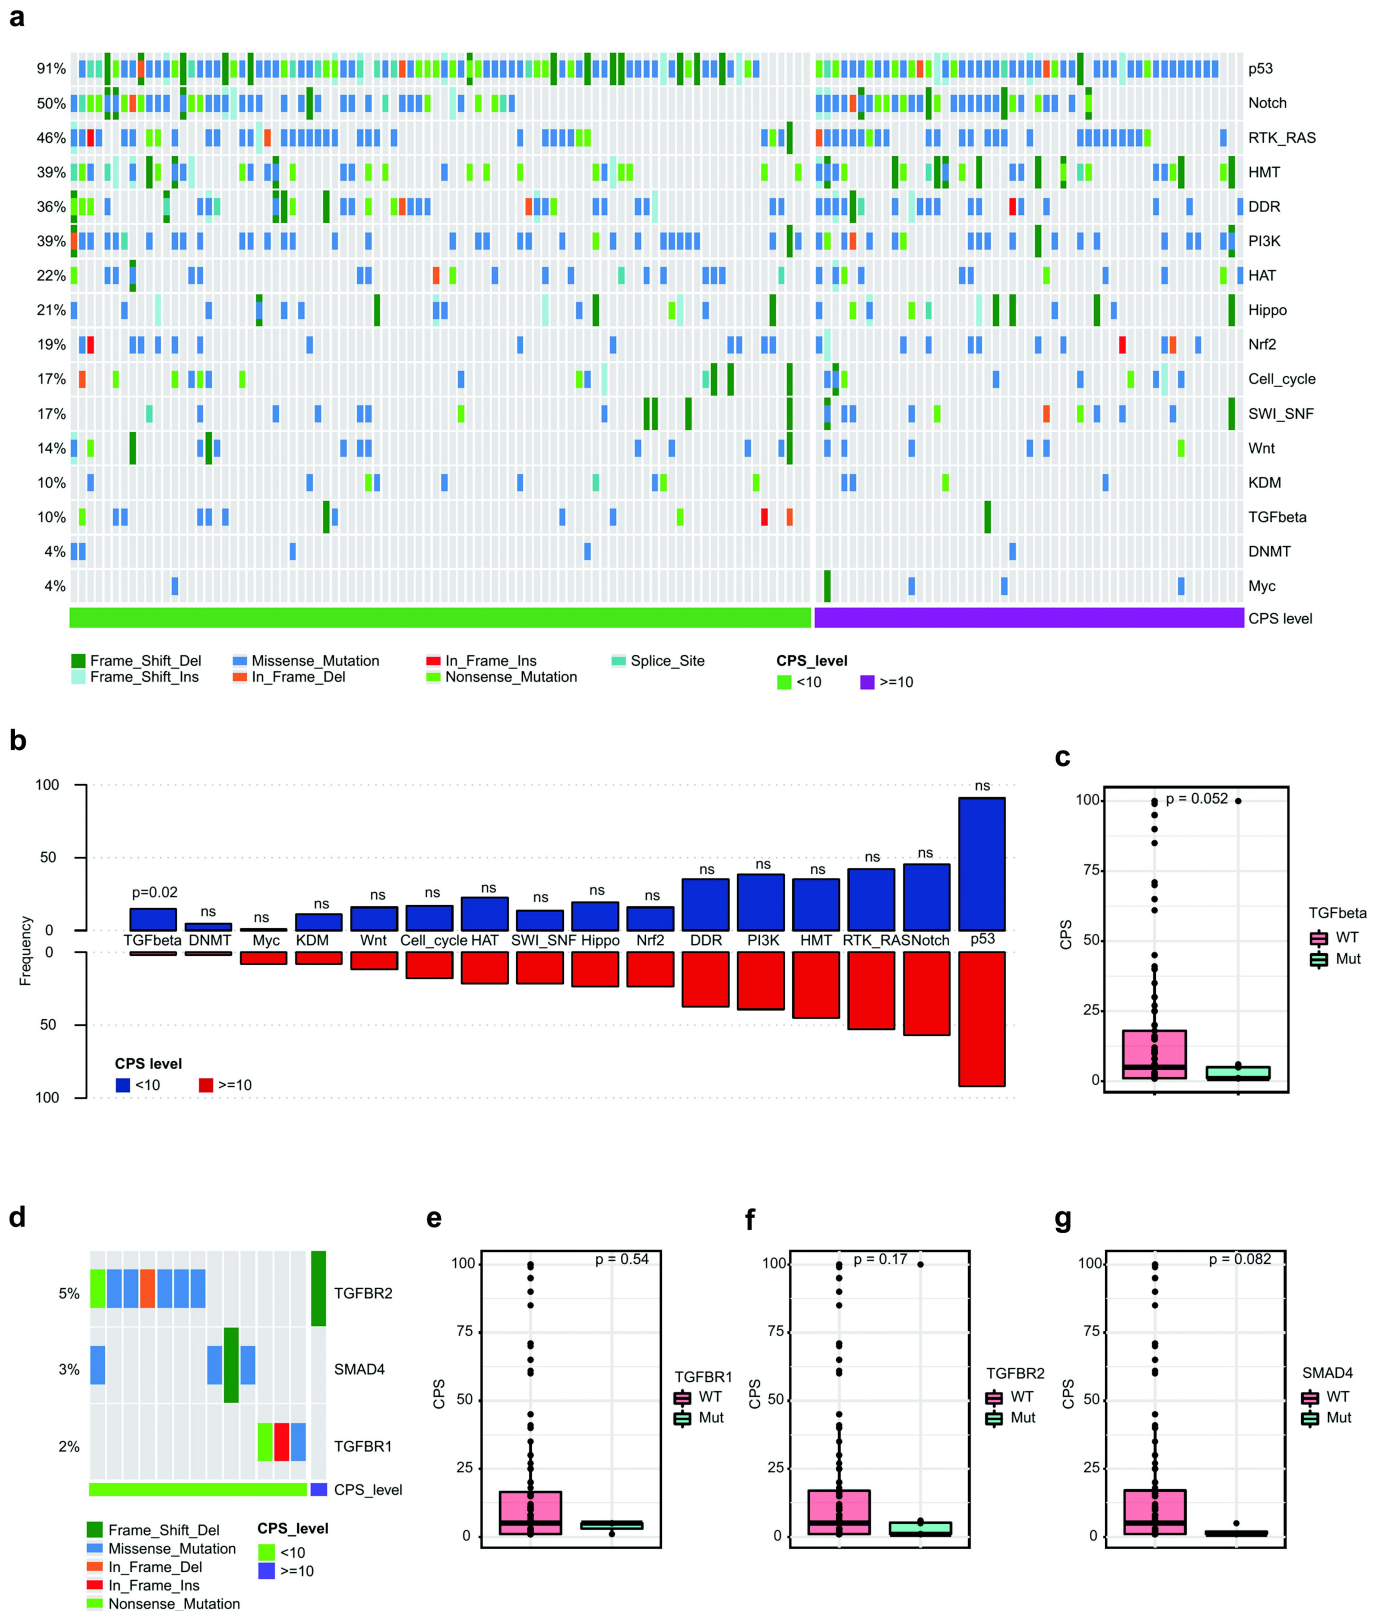 a
91% p53
50% Notch
46% RTK_RAS
39% HMT
36% DDR
39% PI3K
22% HAT
21% Hippo
19% Nrf2
17% Cell_cycle
17% SWI_SNF
14% Wnt
10% KDM
10% TGFbeta
4% DNMT
4% Myc
CPS level
Frame_Shift_Del Missense_Mutation In_Frame_Ins Splice_Site CPS_level
Frame_Shift_Ins In_Frame_Del Nonsense_Mutation <10 >=10
b
100
50
0
Frequency
0
50
100
p=0.02 ns ns ns ns ns ns ns ns ns ns ns ns ns ns ns
TGFbeta DNMT Myc KDM Wnt Cell_cycle HAT SWI_SNF Hippo Nrf2 DDR PI3K HMT RTK_RAS Notch p53
CPS level
<10 >=10
c
p = 0.052
100
75
50
25
0
CPS
TGFbeta
WT
Mut
d
5% TGFBR2
3% SMAD4
2% TGFBR1
CPS_level
Frame_Shift_Del CPS_level
Missense_Mutation <10
In_Frame_Del >=10
In_Frame_Ins
Nonsense_Mutation
e
p = 0.54
100
75
50
25
0
CPS
TGFBR1
WT
Mut
f
p = 0.17
100
75
50
25
0
CPS
TGFBR2
WT
Mut
g
p = 0.082
100
75
50
25
0
CPS
SMAD4
WT
Mut